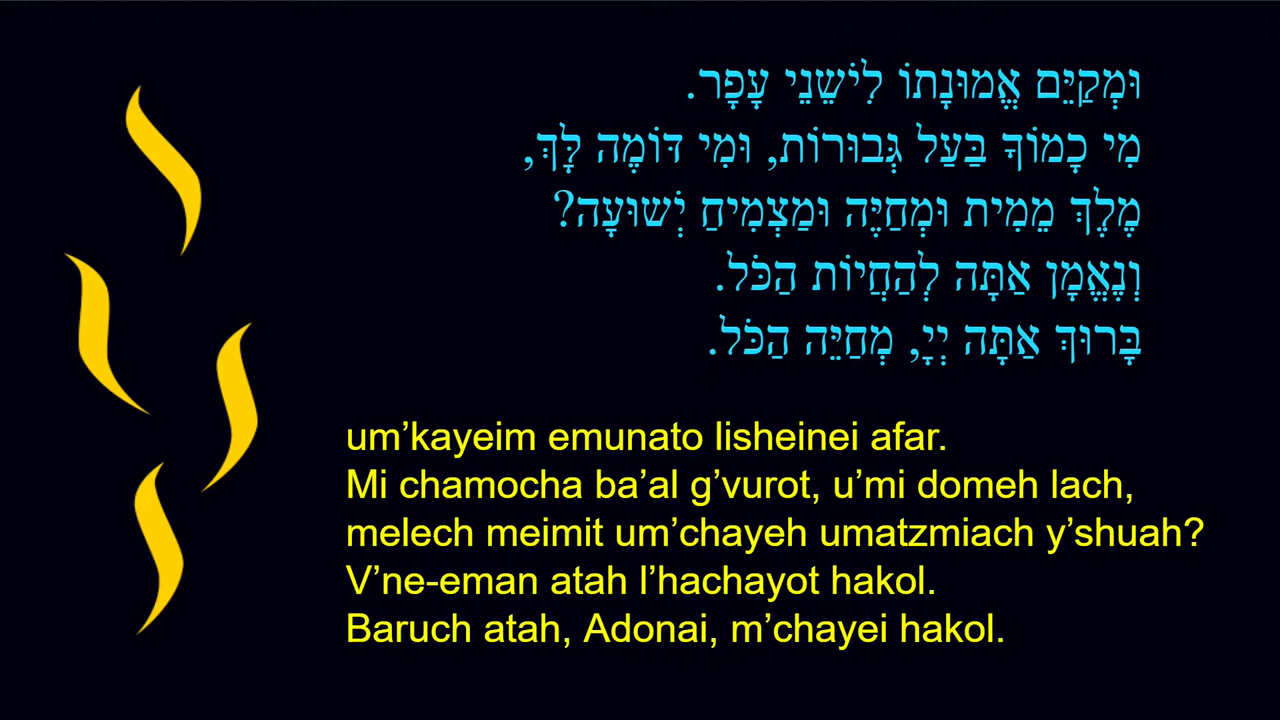 וּמְקַיֵּם אֱמוּנָתוֹ לִישֵׁנֵי עָפָר.
מִי כָמוֹךָ בַּעַל גְּבוּרוֹת, וּמִי דּוֹמֶה לָּךְ,
מֶלֶךְ מֵמִית וּמְחַיֶּה וּמַצְמִיחַ יְשׁוּעָה?
וְנֶאֱמָן אַתָּה לְהַחֲיוֹת הַכֹּל.
בָּרוּךְ אַתָּה יְיָ, מְחַיֵּה הַכֹּל.
um’kayeim emunato lisheinei afar.
Mi chamocha ba’al g’vurot, u’mi domeh lach,
melech meimit um’chayeh umatzmiach y’shuah?
V’ne-eman atah l’hachayot hakol.
Baruch atah, Adonai, m’chayei hakol.